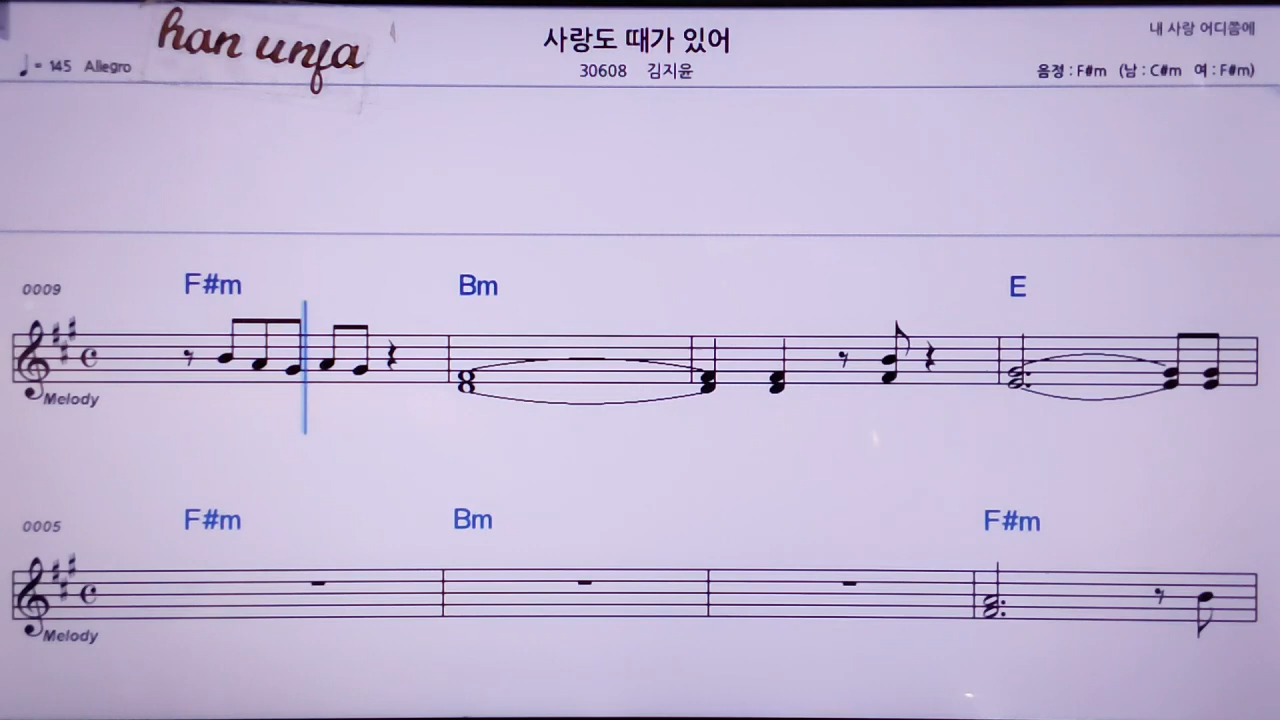 han unfa
사랑도 때가 있어
내 사랑 어디쯤에
♩= 145 Allegro
30608 김지윤
음정 : F#m (남 : C#m 여 : F#m)
0009
F#m Bm E
Melody
0005
F#m Bm F#m
Melody